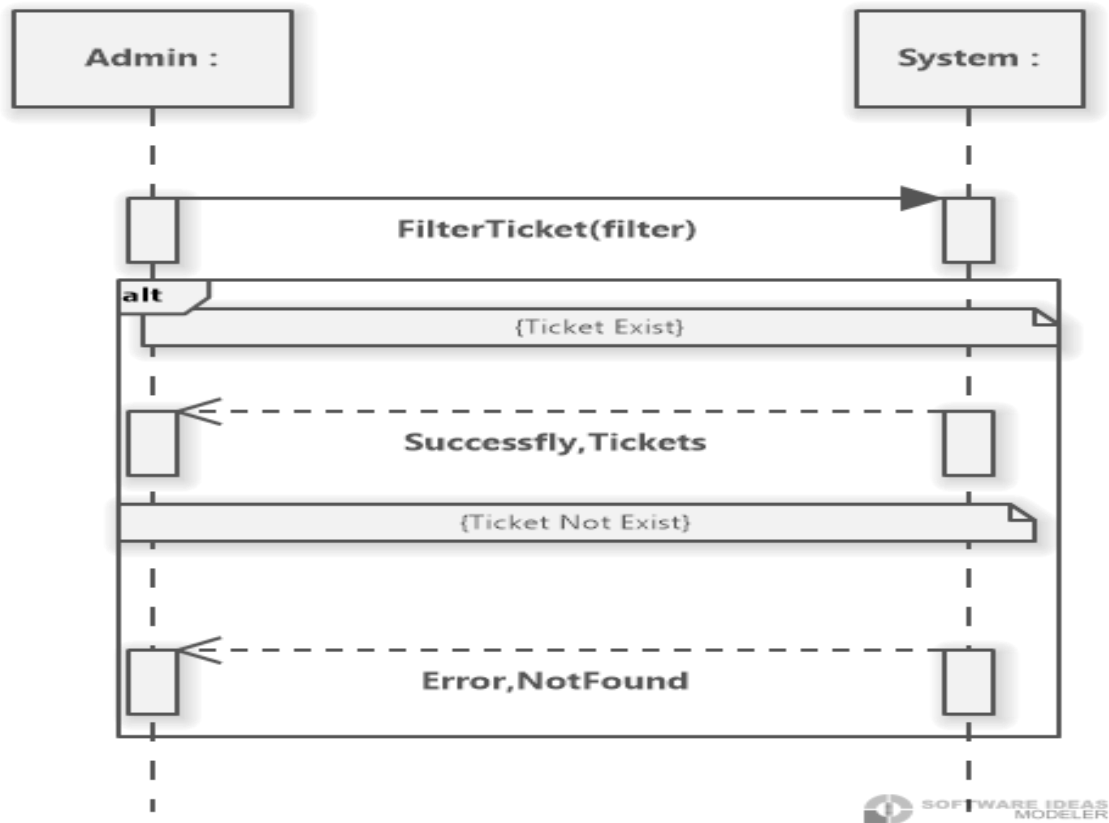 Admin :
System :
FilterTicket(filter)
alt
{Ticket Exist}
Successfly,Tickets
{Ticket Not Exist}
Error,NotFound
SOFTWARE IDEAS
MODELER